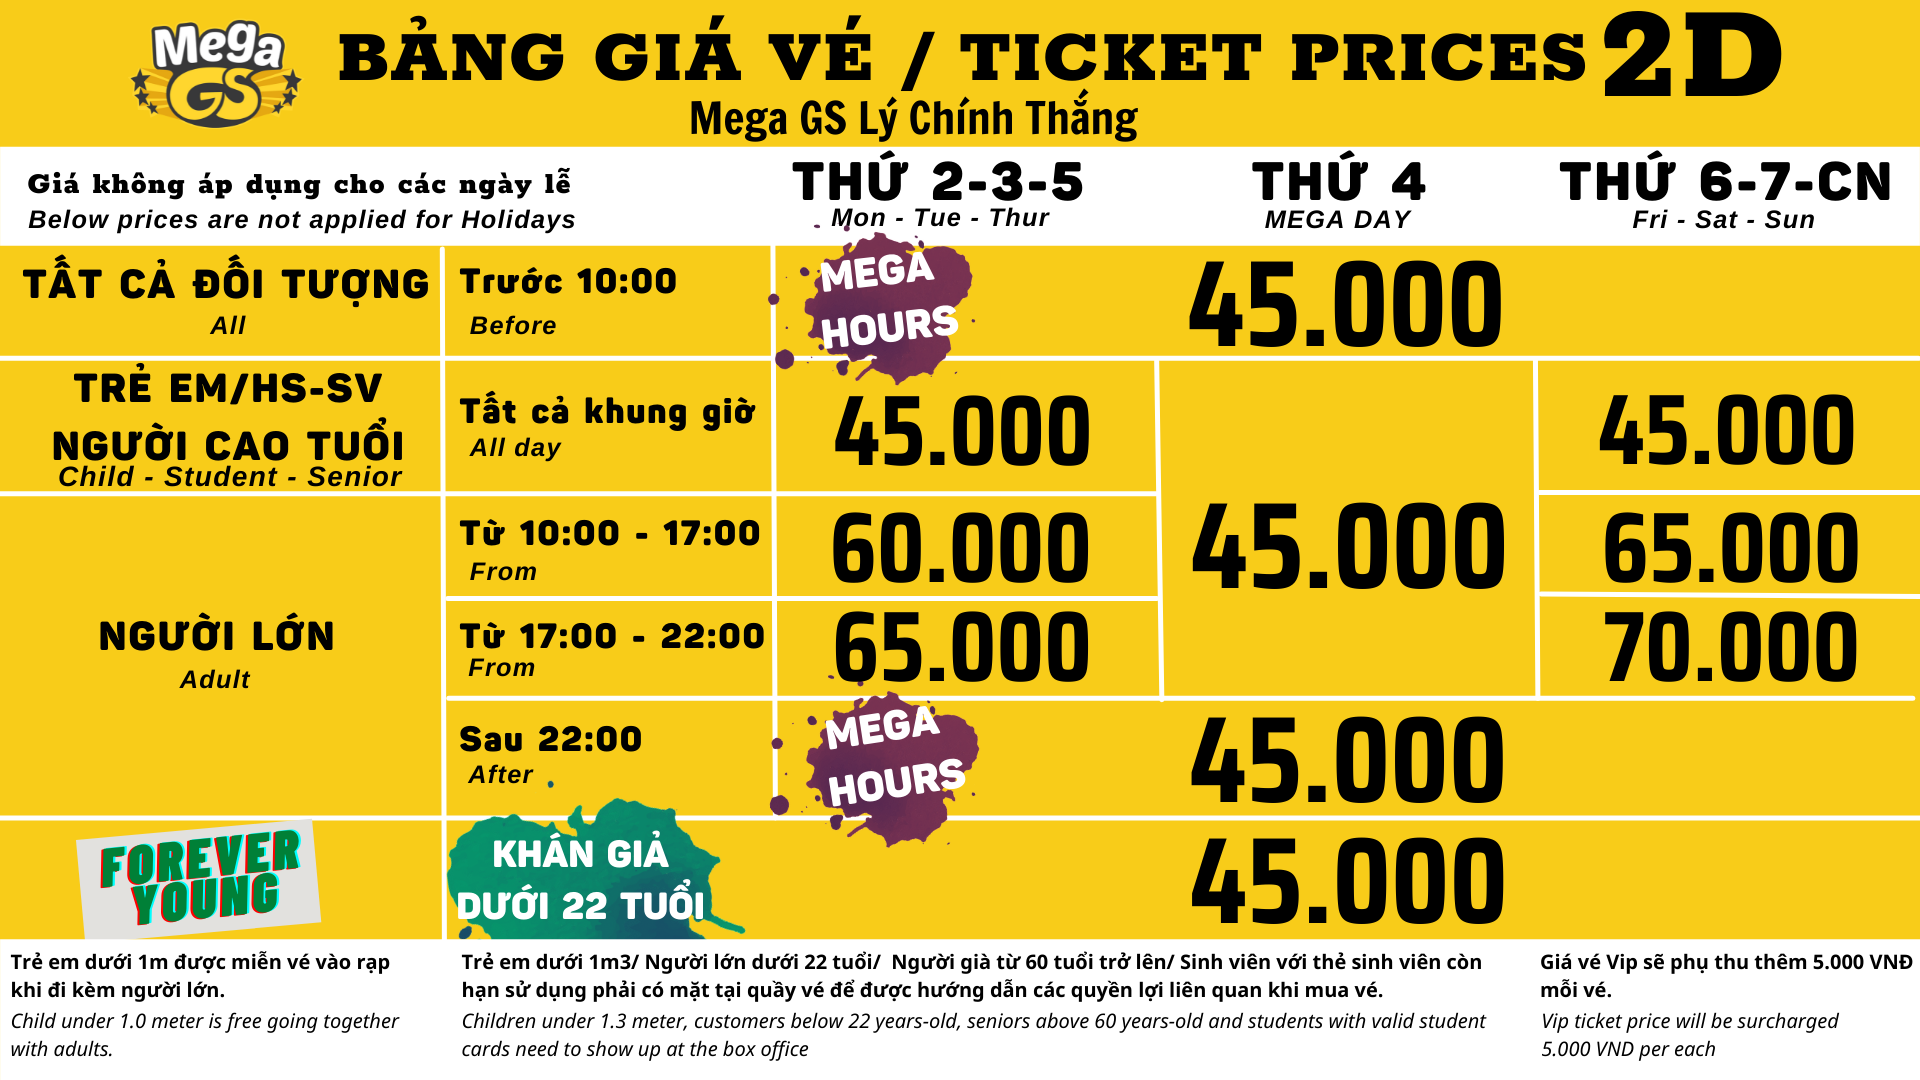 Mega
GS
BẢNG GIÁ VÉ / TICKET PRICES 2D
Mega GS Lý Chính Thắng
Giá không áp dụng cho các ngày lễ
Below prices are not applied for Holidays
THỨ 2-3-5
Mon - Tue - Thur
THỨ 4
MEGA DAY
THỨ 6-7-CN
Fri - Sat - Sun
TẤT CẢ ĐỐI TƯỢNG
All
Trước 10:00
Before
MEGA
HOURS
45.000
TRẺ EM/HS-SV
NGƯỜI CAO TUỔI
Child - Student - Senior
Tất cả khung giờ
All day
45.000
45.000
45.000
NGƯỜI LỚN
Adult
Từ 10:00 - 17:00
From
60.000
65.000
Từ 17:00 - 22:00
From
65.000
70.000
Sau 22:00
After
MEGA
HOURS
45.000
FOREVER
YOUNG
KHÁN GIẢ
DƯỚI 22 TUỔI
45.000
Trẻ em dưới 1m được miễn vé vào rạp
khi đi kèm người lớn.
Child under 1.0 meter is free going together
with adults.
Trẻ em dưới 1m3/ Người lớn dưới 22 tuổi/ Người già từ 60 tuổi trở lên/ Sinh viên với thẻ sinh viên còn
hạn sử dụng phải có mặt tại quầy vé để được hướng dẫn các quyền lợi liên quan khi mua vé.
Children under 1.3 meter, customers below 22 years-old, seniors above 60 years-old and students with valid student
cards need to show up at the box office
Giá vé Vip sẽ phụ thu thêm 5.000 VNĐ
mỗi vé.
Vip ticket price will be surcharged
5.000 VND per each